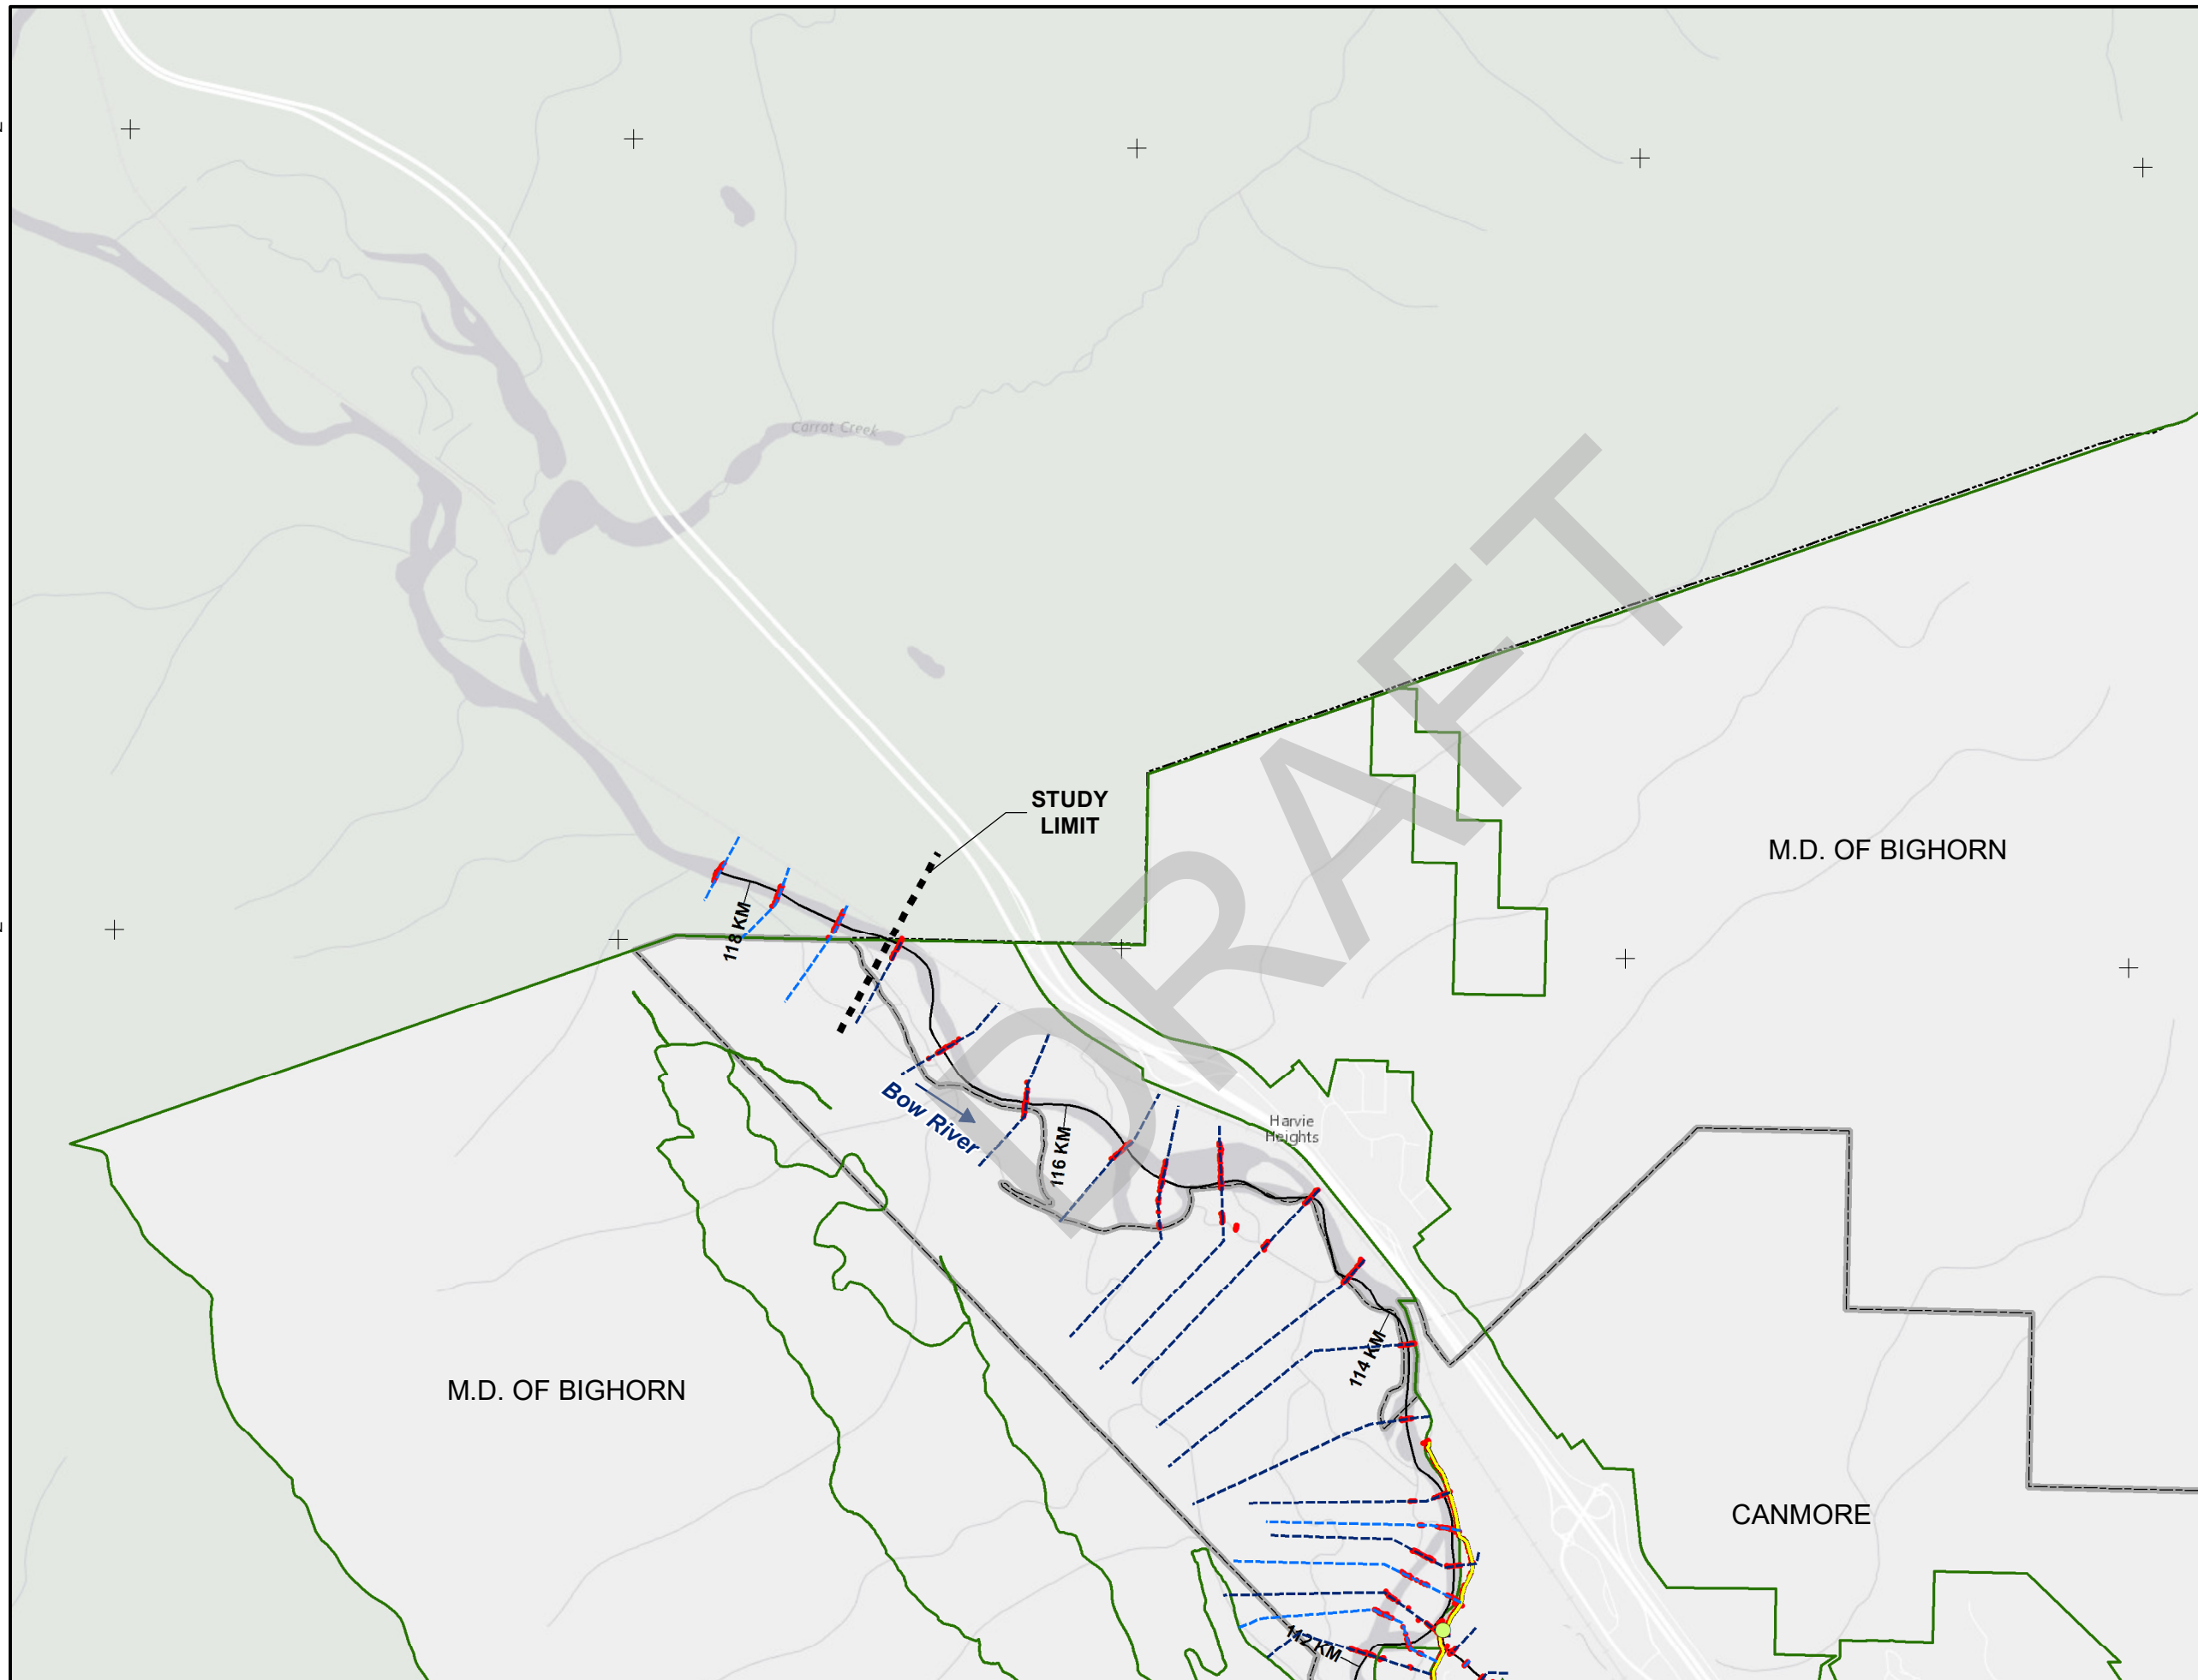 Carrot Creek
STUDY
LIMIT
M.D. OF BIGHORN
118 KM
Bow River
116 KM
Harvie
Heights
DRAFT
114 KM
M.D. OF BIGHORN
CANMORE
112 KM